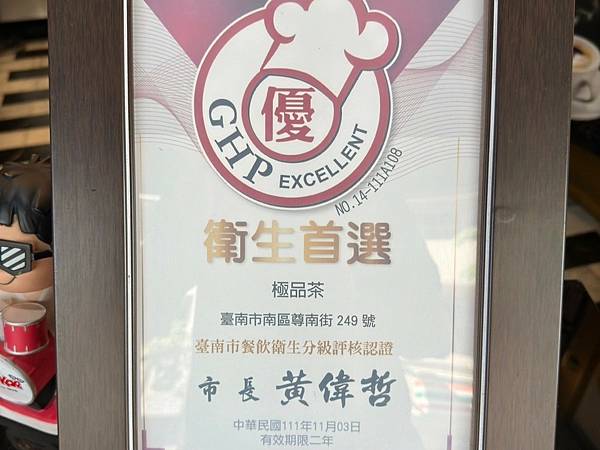 優
GHP EXCELLENT
NO.14-111A108
衛生首選
極品茶
臺南市南區尊南街 249 號
臺南市餐飲衛生分級評核認證
市長 黃偉哲
中華民國111年11月03日
有效期限二年